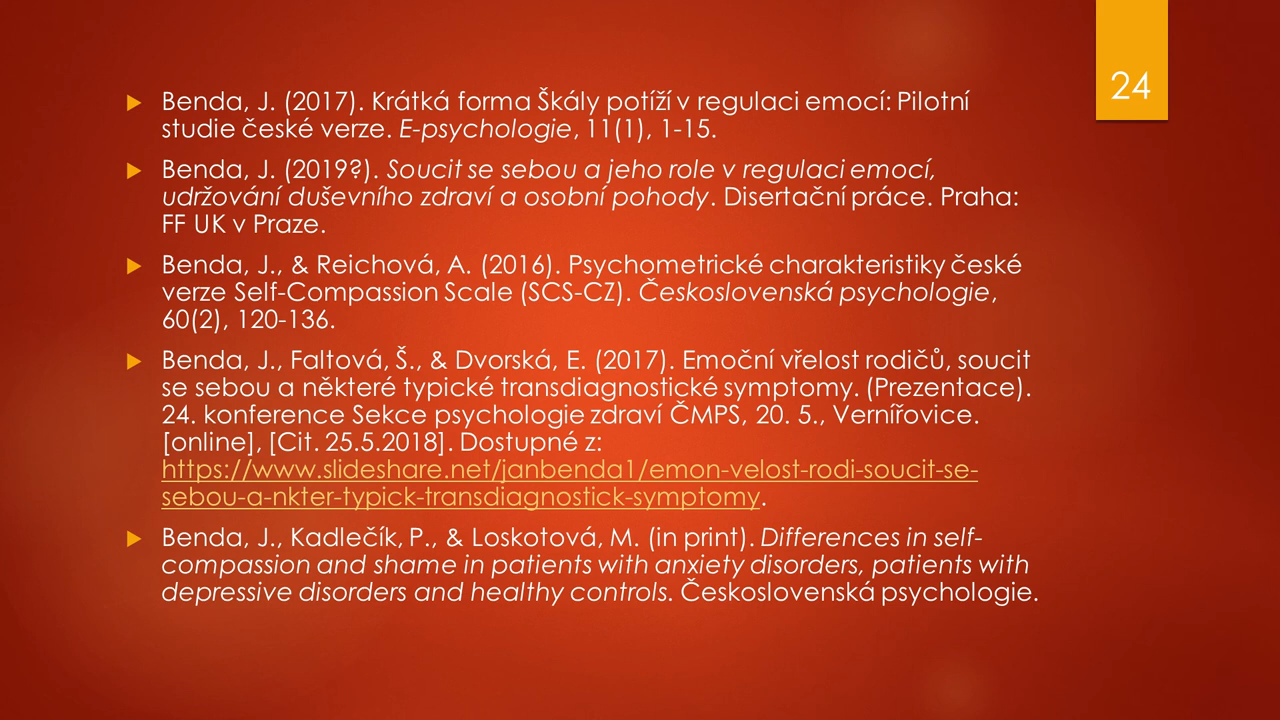 24
Benda, J. (2017). Krátká forma Škály potíží v regulaci emocí: Pilotní
studie české verze. E-psychologie, 11(1), 1-15.
Benda, J. (2019?). Soucit se sebou a jeho role v regulaci emocí,
udržování duševního zdraví a osobní pohody. Disertační práce. Praha:
FF UK v Praze.
Benda, J., & Reichová, A. (2016). Psychometrické charakteristiky české
verze Self-Compassion Scale (SCS-CZ). Československá psychologie,
60(2), 120-136.
Benda, J., Faltová, Š., & Dvorská, E. (2017). Emoční vřelost rodičů, soucit
se sebou a některé typické transdiagnostické symptomy. (Prezentace).
24. konference Sekce psychologie zdraví ČMPS, 20. 5., Vernířovice.
[online], [Cit. 25.5.2018]. Dostupné z:
https://www.slideshare.net/janbenda1/emon-velost-rodi-soucit-se-
sebou-a-nkter-typick-transdiagnostick-symptomy.
Benda, J., Kadlečík, P., & Loskotová, M. (in print). Differences in self-
compassion and shame in patients with anxiety disorders, patients with
depressive disorders and healthy controls. Československá psychologie.